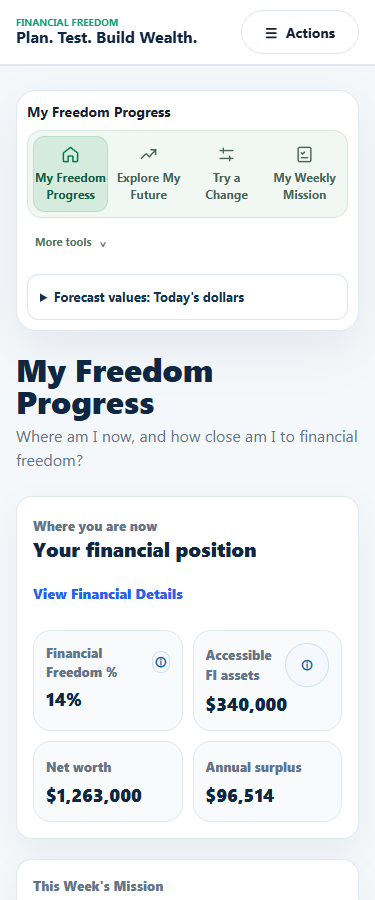 FINANCIAL FREEDOM
Plan. Test. Build Wealth.
☰ Actions
My Freedom Progress
My Freedom
Progress
Explore My
Future
Try a
Change
My Weekly
Mission
More tools
Forecast values: Today's dollars
My Freedom
Progress
Where am I now, and how close am I to financial
freedom?
Where you are now
Your financial position
View Financial Details
Financial
Freedom %
14%
Accessible
FI assets
$340,000
Net worth
$1,263,000
Annual surplus
$96,514
This Week's Mission